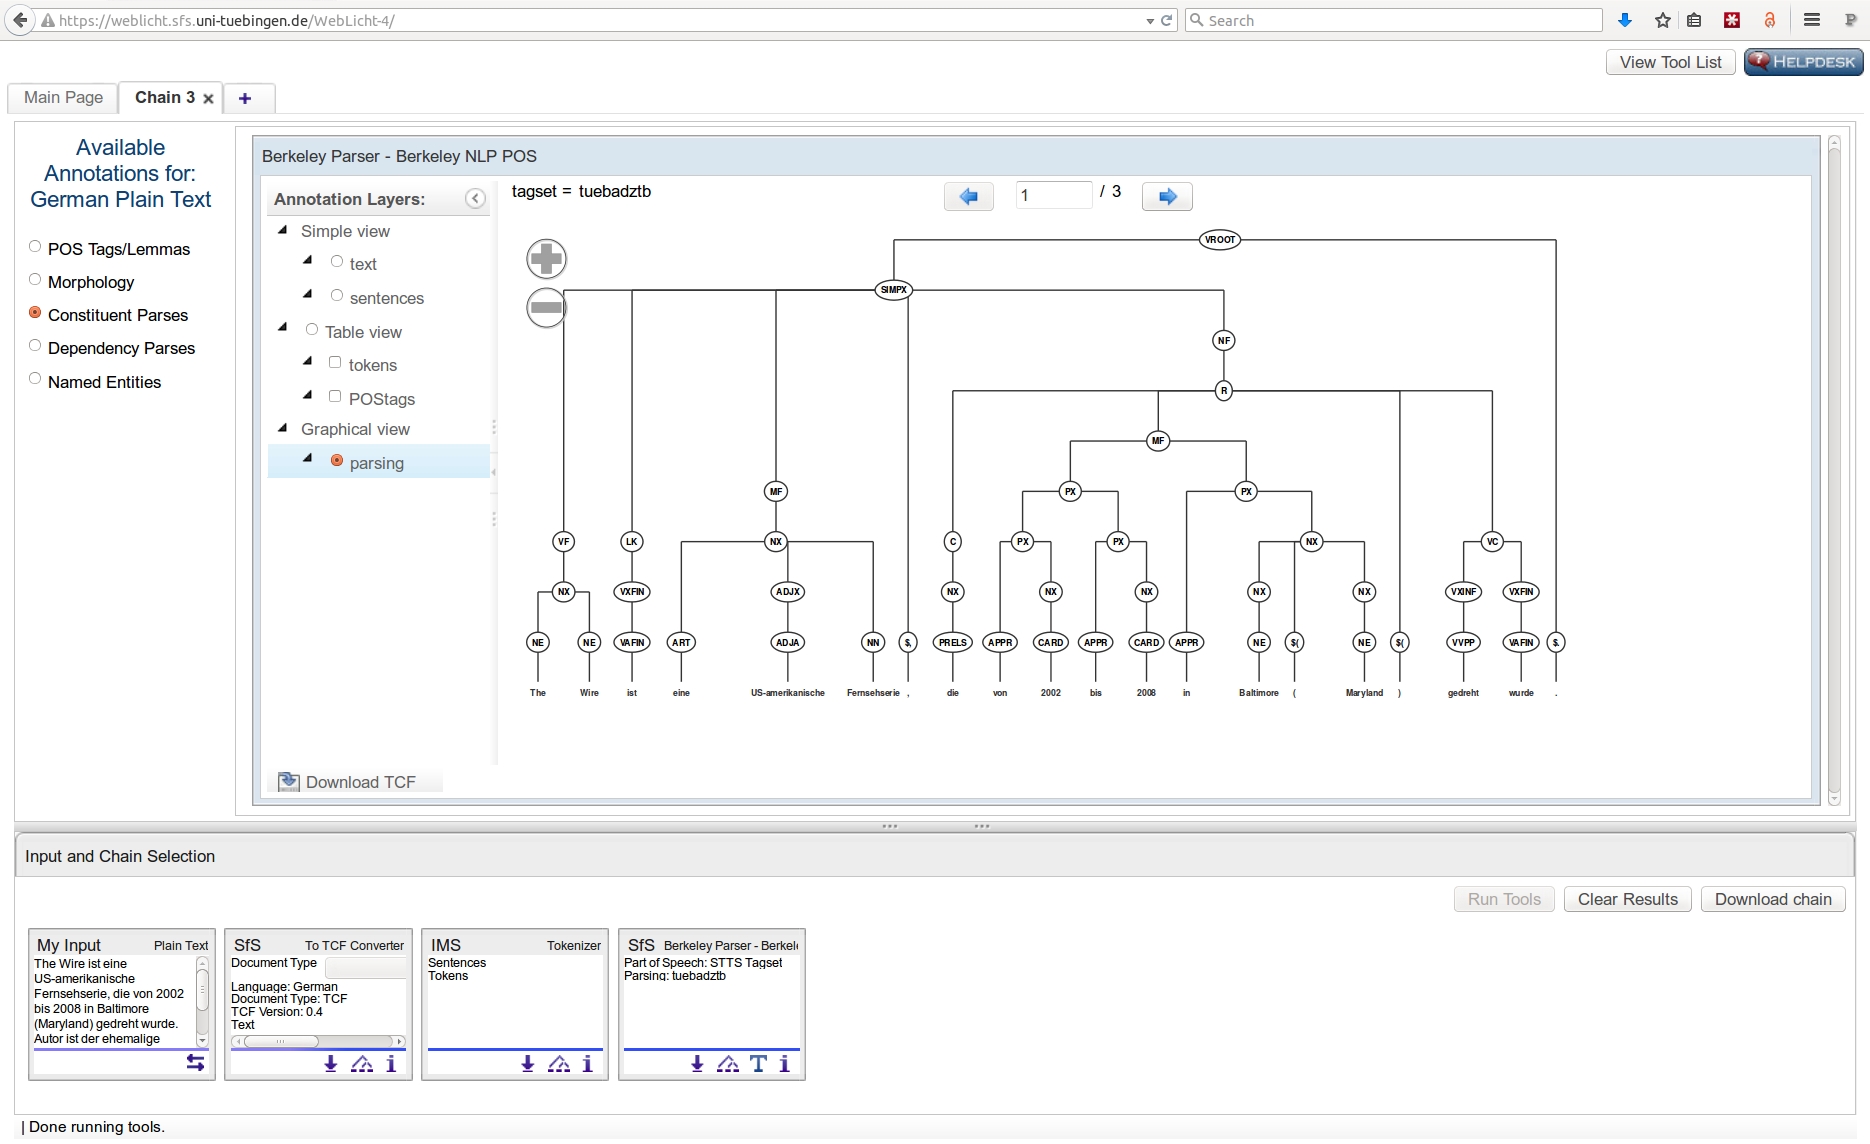 https://weblicht.sfs.uni-tuebingen.de/WebLicht-4/
Search
View Tool List
? HELPDESK
Main Page
Chain 3 x
+
Available
Annotations for:
German Plain Text
POS Tags/Lemmas
Morphology
Constituent Parses
Dependency Parses
Named Entities
Berkeley Parser - Berkeley NLP POS
Annotation Layers:
Simple view
text
sentences
Table view
tokens
POStags
Graphical view
parsing
Download TCF
tagset = tuebadztb
1 / 3
VROOT
SIMPX
NF
R
MF
MF PX PX
VF LK NX C PX PX NX VC
NX VXFIN ADJX NX NX NX NX NX VXINF VXFIN
NE NE VAFIN ART ADJA NN $, PRELS APPR CARD APPR CARD APPR NE $( NE $( VVPP VAFIN $.
The Wire ist eine US-amerikanische Fernsehserie , die von 2002 bis 2008 in Baltimore ( Maryland ) gedreht wurde .
Input and Chain Selection
Run Tools
Clear Results
Download chain
My Input Plain Text
The Wire ist eine
US-amerikanische
Fernsehserie, die von 2002
bis 2008 in Baltimore
(Maryland) gedreht wurde.
Autor ist der ehemalige
SfS To TCF Converter
Document Type
Language: German
Document Type: TCF
TCF Version: 0.4
Text
IMS Tokenizer
Sentences
Tokens
SfS Berkeley Parser - Berkel
Part of Speech: STTS Tagset
Parsing: tuebadztb
| Done running tools.